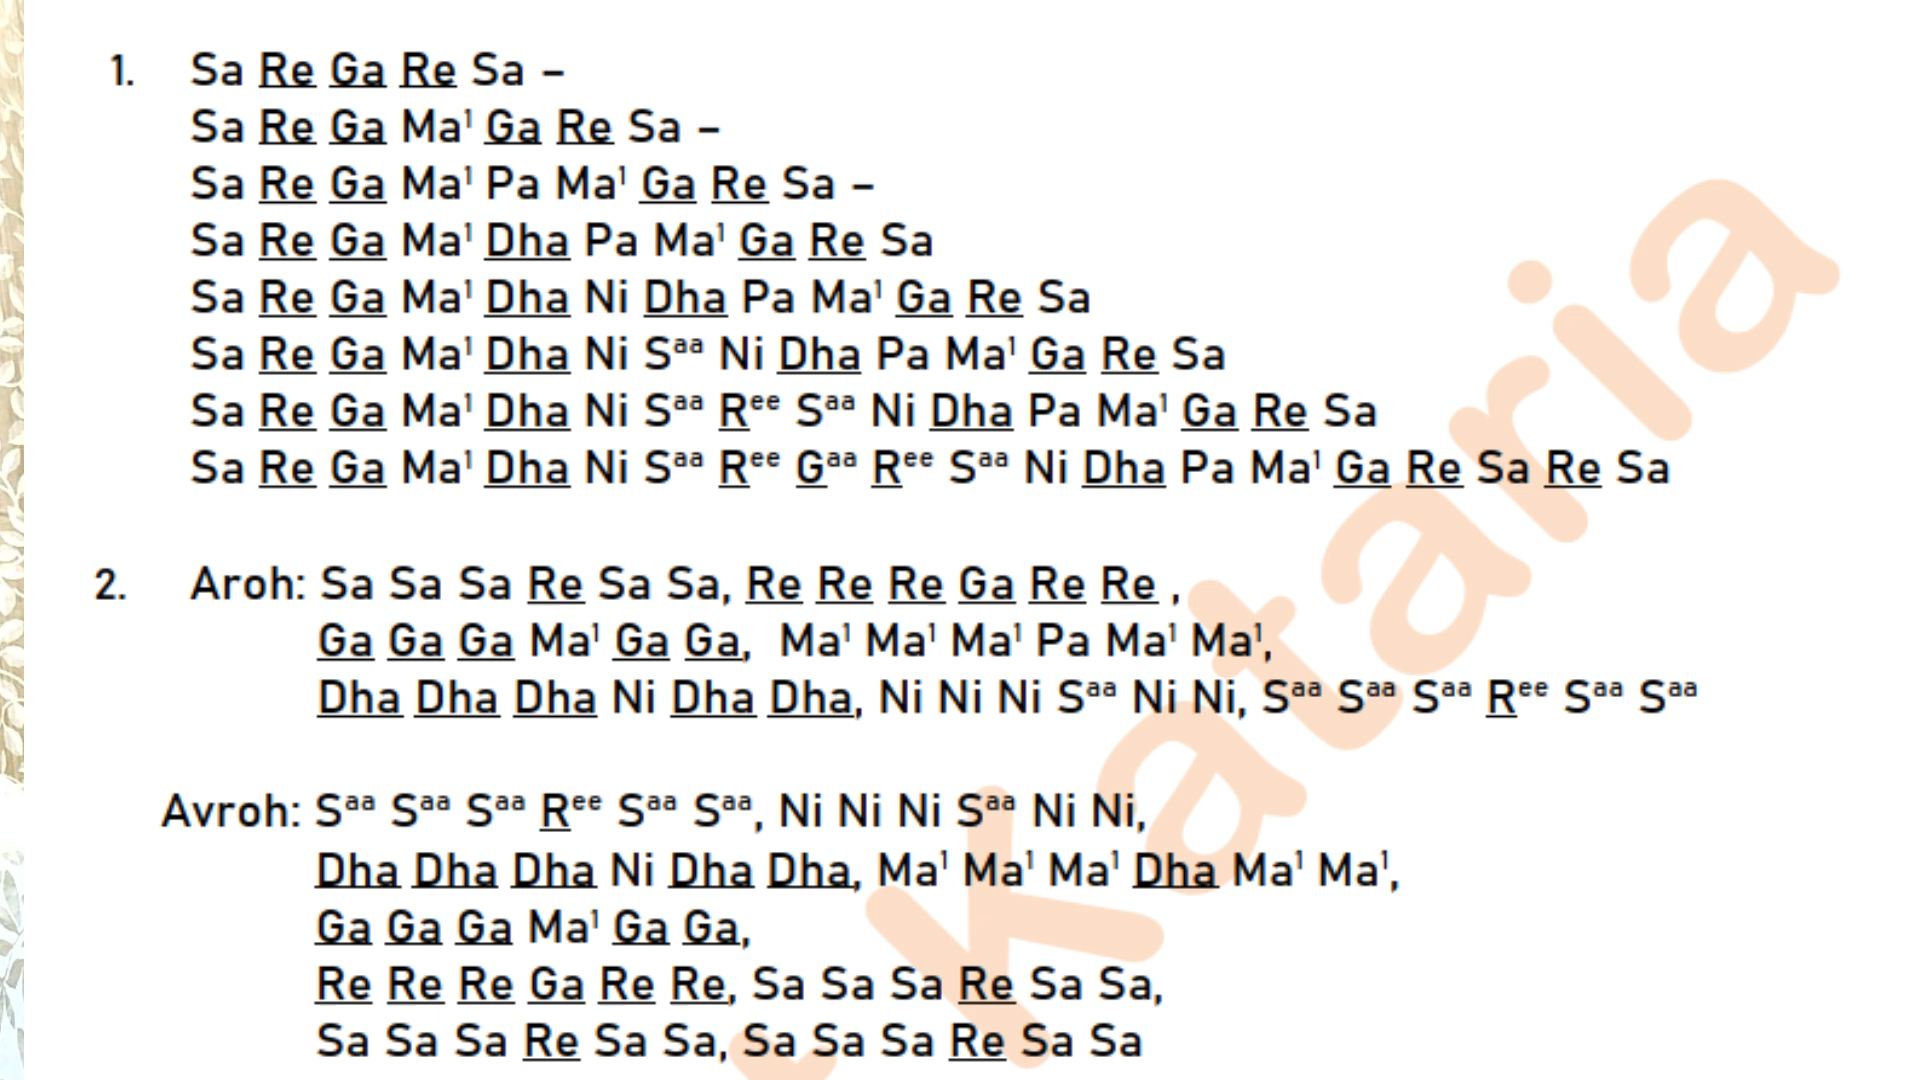 1. Sa Re Ga Re Sa –
Sa Re Ga Ma¹ Ga Re Sa –
Sa Re Ga Ma¹ Pa Ma¹ Ga Re Sa –
Sa Re Ga Ma¹ Dha Pa Ma¹ Ga Re Sa
Sa Re Ga Ma¹ Dha Ni Dha Pa Ma¹ Ga Re Sa
Sa Re Ga Ma¹ Dha Ni Sᵃᵃ Ni Dha Pa Ma¹ Ga Re Sa
Sa Re Ga Ma¹ Dha Ni Sᵃᵃ Rᵉᵉ Sᵃᵃ Ni Dha Pa Ma¹ Ga Re Sa
Sa Re Ga Ma¹ Dha Ni Sᵃᵃ Rᵉᵉ Gᵃᵃ Rᵉᵉ Sᵃᵃ Ni Dha Pa Ma¹ Ga Re Sa Re Sa
2. Aroh: Sa Sa Sa Re Sa Sa, Re Re Re Ga Re Re ,
Ga Ga Ga Ma¹ Ga Ga, Ma¹ Ma¹ Ma¹ Pa Ma¹ Ma¹,
Dha Dha Dha Ni Dha Dha, Ni Ni Ni Sᵃᵃ Ni Ni, Sᵃᵃ Sᵃᵃ Sᵃᵃ Rᵉᵉ Sᵃᵃ Sᵃᵃ
Avroh: Sᵃᵃ Sᵃᵃ Sᵃᵃ Rᵉᵉ Sᵃᵃ Sᵃᵃ, Ni Ni Ni Sᵃᵃ Ni Ni,
Dha Dha Dha Ni Dha Dha, Ma¹ Ma¹ Ma¹ Dha Ma¹ Ma¹,
Ga Ga Ga Ma¹ Ga Ga,
Re Re Re Ga Re Re, Sa Sa Sa Re Sa Sa,
Sa Sa Sa Re Sa Sa, Sa Sa Sa Re Sa Sa
Kataria